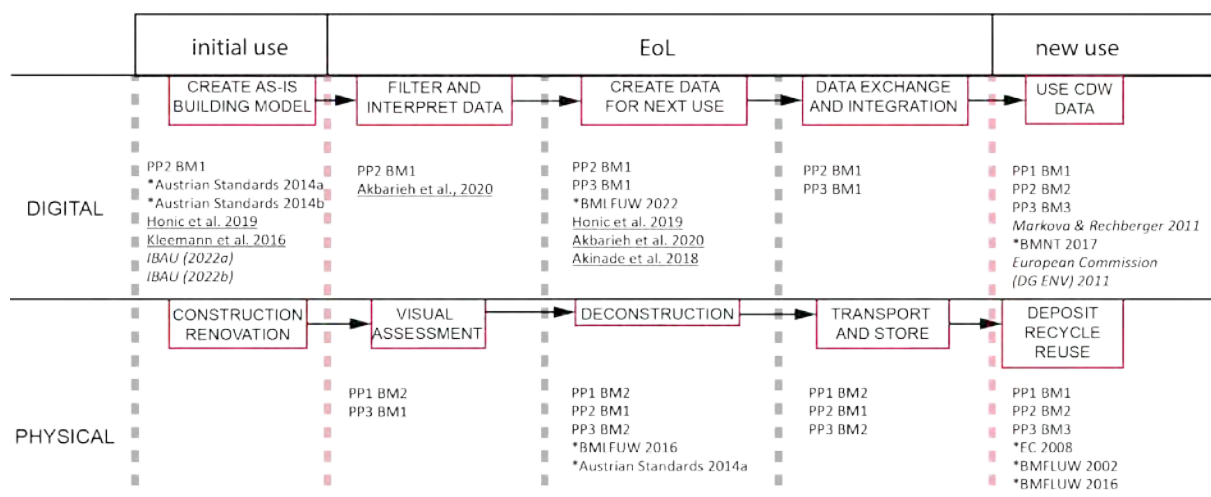 initial use
EoL
new use
CREATE AS-IS
BUILDING MODEL
FILTER AND
INTERPRET DATA
CREATE DATA
FOR NEXT USE
DATA EXCHANGE
AND INTEGRATION
USE CDW
DATA
DIGITAL
PP2 BM1
*Austrian Standards 2014a
*Austrian Standards 2014b
Honic et al. 2019
Kleemann et al. 2016
IBAU (2022a)
IBAU (2022b)
PP2 BM1
Akbarieh et al., 2020
PP2 BM1
PP3 BM1
*BMLFUW 2022
Honic et al. 2019
Akbarieh et al. 2020
Akinade et al. 2018
PP2 BM1
PP3 BM1
PP1 BM1
PP2 BM2
PP3 BM3
Markova & Rechberger 2011
*BMNT 2017
European Commission
(DG ENV) 2011
CONSTRUCTION
RENOVATION
VISUAL
ASSESSMENT
DECONSTRUCTION
TRANSPORT
AND STORE
DEPOSIT
RECYCLE
REUSE
PHYSICAL
PP1 BM2
PP3 BM1
PP1 BM2
PP2 BM1
PP3 BM2
*BMLFUW 2016
*Austrian Standards 2014a
PP1 BM2
PP2 BM1
PP3 BM2
PP1 BM1
PP2 BM2
PP3 BM3
*EC 2008
*BMFLUW 2002
*BMFLUW 2016